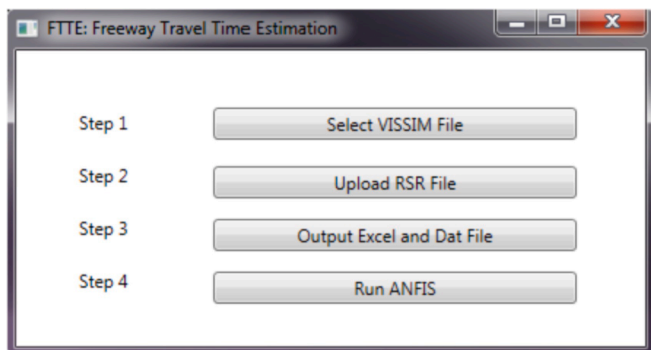 FTTE: Freeway Travel Time Estimation
Step 1 Select VISSIM File
Step 2 Upload RSR File
Step 3 Output Excel and Dat File
Step 4 Run ANFIS